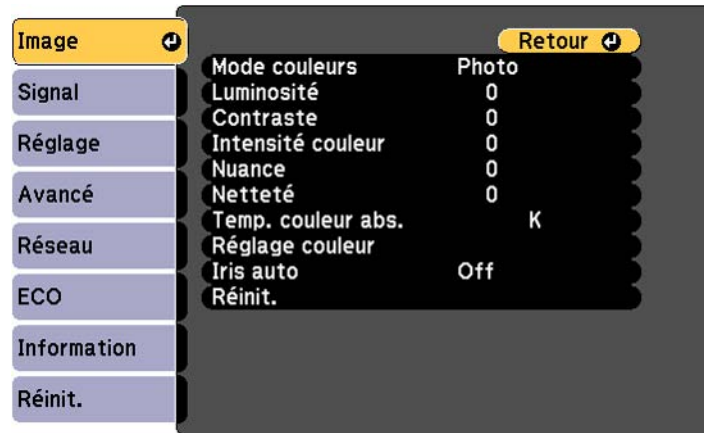 Image
Signal
Réglage
Avancé
Réseau
ECO
Information
Réinit.
Retour
Mode couleurs Photo
Luminosité 0
Contraste 0
Intensité couleur 0
Nuance 0
Netteté 0
Temp. couleur abs. K
Réglage couleur
Iris auto Off
Réinit.